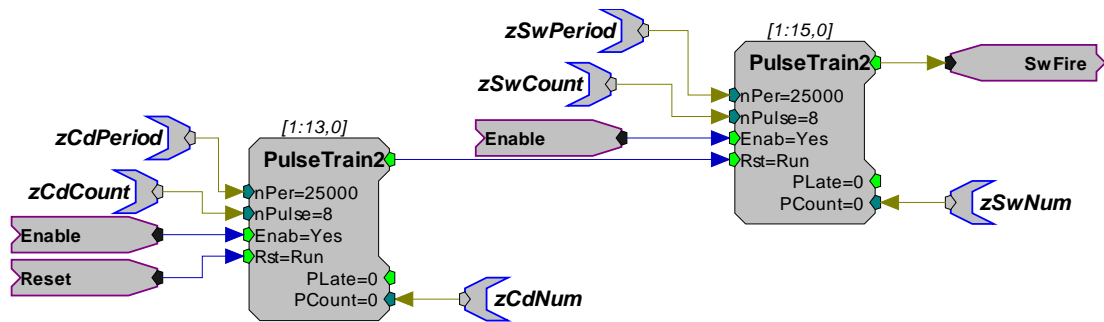 zSwPeriod
[1:15,0]
PulseTrain2
SwFire
zSwCount
nPer=25000
nPulse=8
Enable
Enab=Yes
Rst=Run
PLate=0
PCount=0
zSwNum
zCdPeriod
[1:13,0]
PulseTrain2
zCdCount
nPer=25000
nPulse=8
Enable
Enab=Yes
Reset
Rst=Run
PLate=0
PCount=0
zCdNum